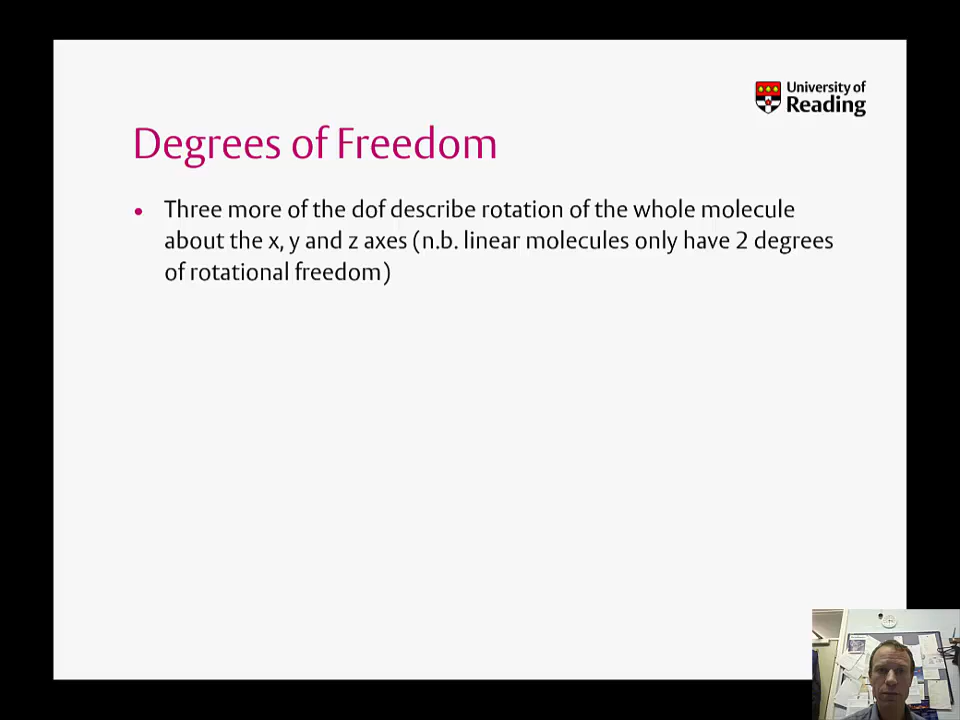 University of
Reading
Degrees of Freedom
• Three more of the dof describe rotation of the whole molecule
about the x, y and z axes (n.b. linear molecules only have 2 degrees
of rotational freedom)